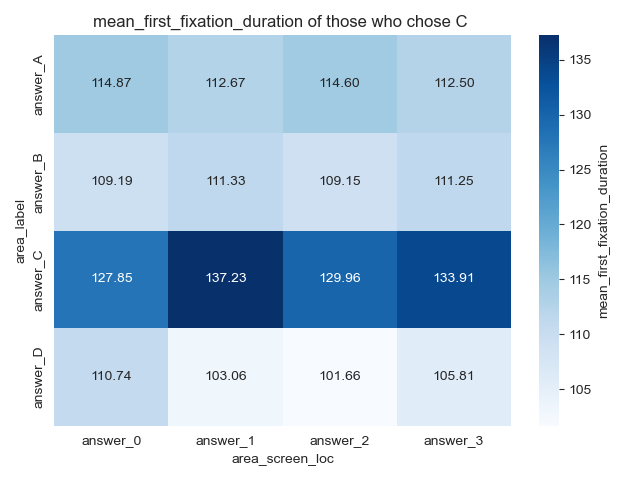 mean_first_fixation_duration of those who chose C
area_label
answer_A
114.87 112.67 114.60 112.50
answer_B
109.19 111.33 109.15 111.25
answer_C
127.85 137.23 129.96 133.91
answer_D
110.74 103.06 101.66 105.81
answer_0 answer_1 answer_2 answer_3
area_screen_loc
135
130
125
120
115
110
105
mean_first_fixation_duration